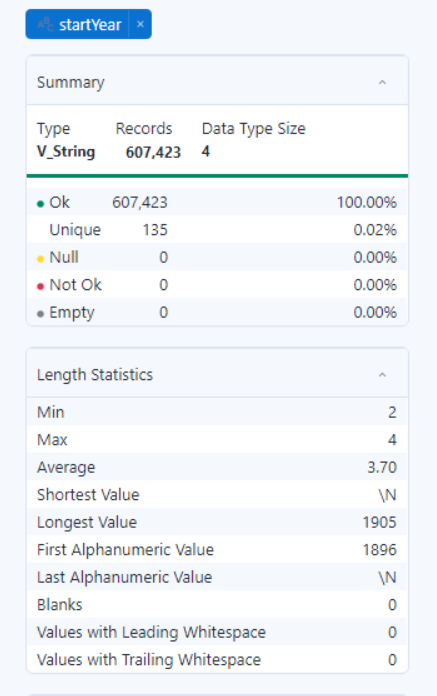 ABC startYear ×
Summary
Type Records Data Type Size
V_String 607,423 4
Ok 607,423 100.00%
Unique 135 0.02%
Null 0 0.00%
Not Ok 0 0.00%
Empty 0 0.00%
Length Statistics
Min 2
Max 4
Average 3.70
Shortest Value \N
Longest Value 1905
First Alphanumeric Value 1896
Last Alphanumeric Value \N
Blanks 0
Values with Leading Whitespace 0
Values with Trailing Whitespace 0